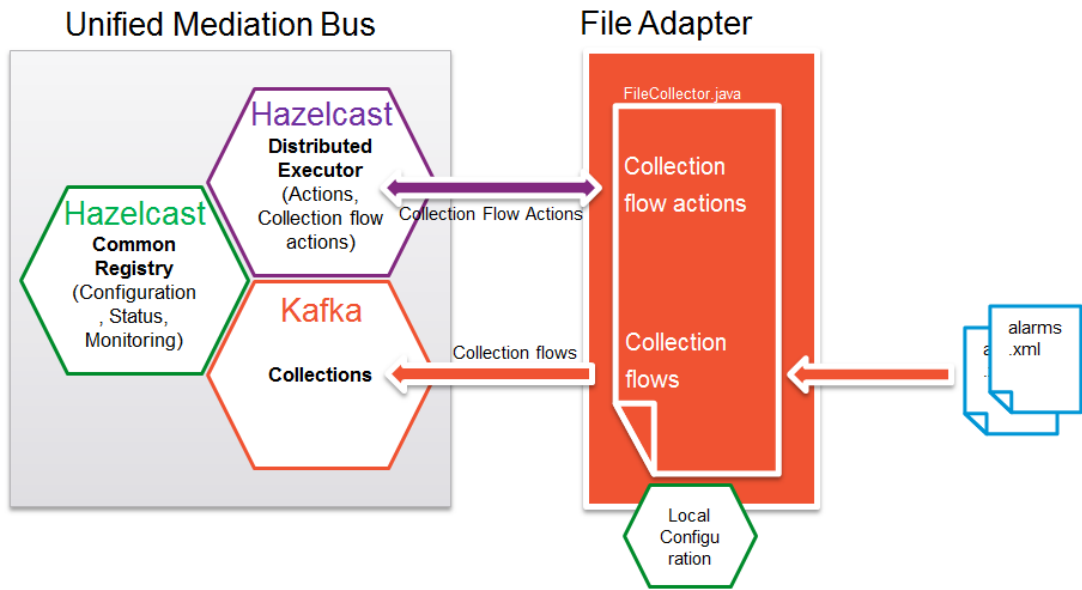 Unified Mediation Bus
File Adapter
Hazelcast
Distributed
Executor
(Actions,
Collection flow
actions)
Hazelcast
Common
Registry
(Configuration
, Status,
Monitoring)
Kafka
Collections
Collection Flow Actions
Collection flows
FileCollector.java
Collection
flow actions
Collection
flows
Local
Configu
ration
alarms
.xml
a
.